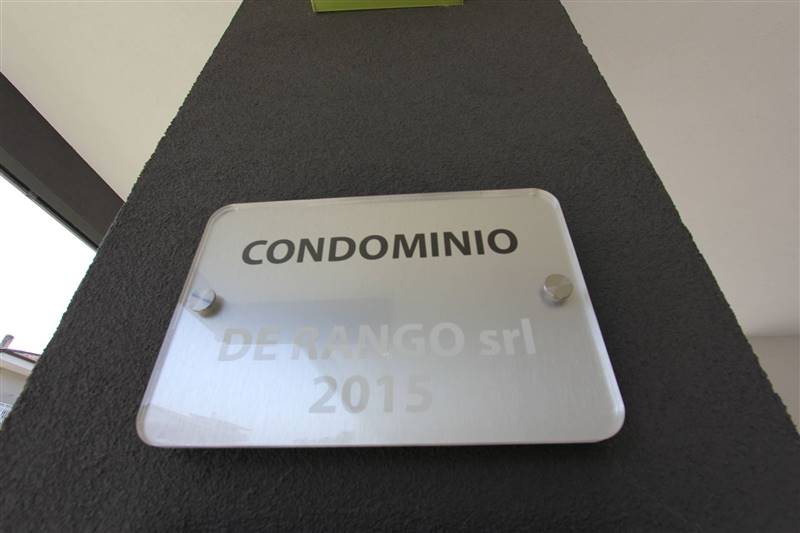 CONDOMINIO
DE RANGO srl
2015